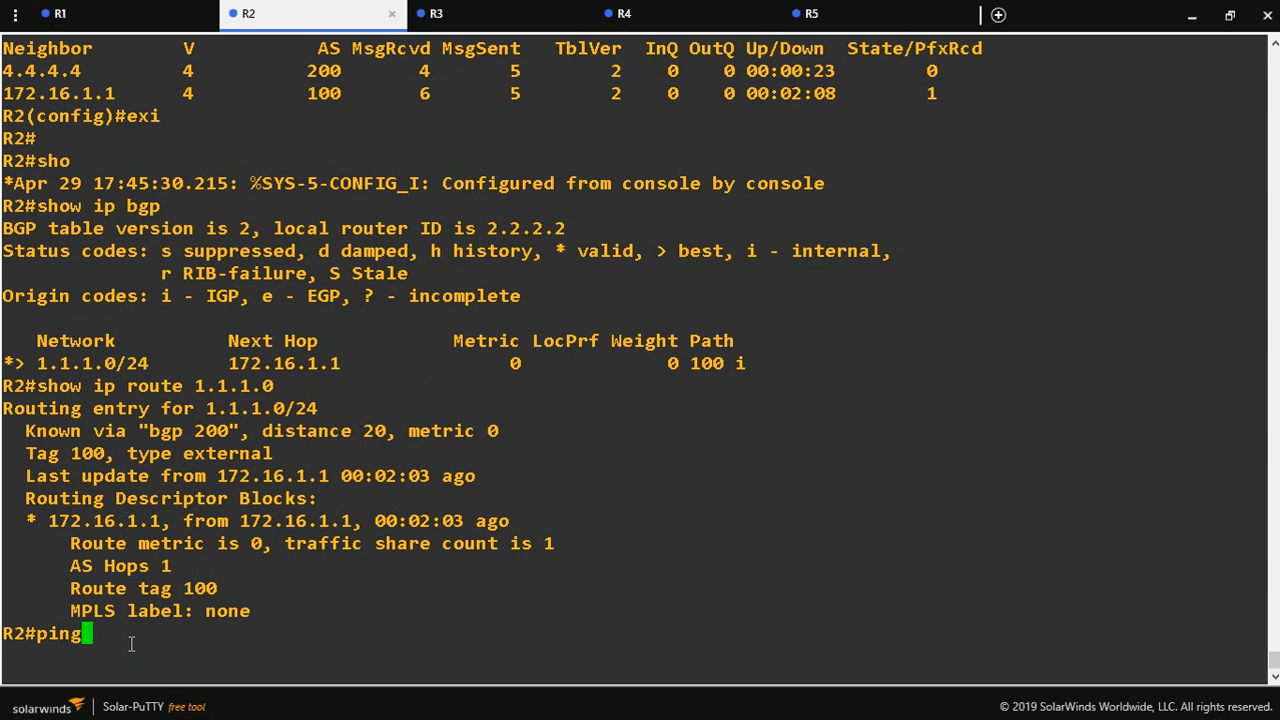 R1 R2 × R3 R4 R5
Neighbor V AS MsgRcvd MsgSent TblVer InQ OutQ Up/Down State/PfxRcd
4.4.4.4 4 200 4 5 2 0 0 00:00:23 0
172.16.1.1 4 100 6 5 2 0 0 00:02:08 1
R2(config)#exi
R2#
R2#sho
*Apr 29 17:45:30.215: %SYS-5-CONFIG_I: Configured from console by console
R2#show ip bgp
BGP table version is 2, local router ID is 2.2.2.2
Status codes: s suppressed, d damped, h history, * valid, > best, i - internal,
r RIB-failure, S Stale
Origin codes: i - IGP, e - EGP, ? - incomplete
Network Next Hop Metric LocPrf Weight Path
*> 1.1.1.0/24 172.16.1.1 0 0 100 i
R2#show ip route 1.1.1.0
Routing entry for 1.1.1.0/24
Known via "bgp 200", distance 20, metric 0
Tag 100, type external
Last update from 172.16.1.1 00:02:03 ago
Routing Descriptor Blocks:
* 172.16.1.1, from 172.16.1.1, 00:02:03 ago
Route metric is 0, traffic share count is 1
AS Hops 1
Route tag 100
MPLS label: none
R2#ping
solarwinds Solar-PuTTY free tool © 2019 SolarWinds Worldwide, LLC. All rights reserved.